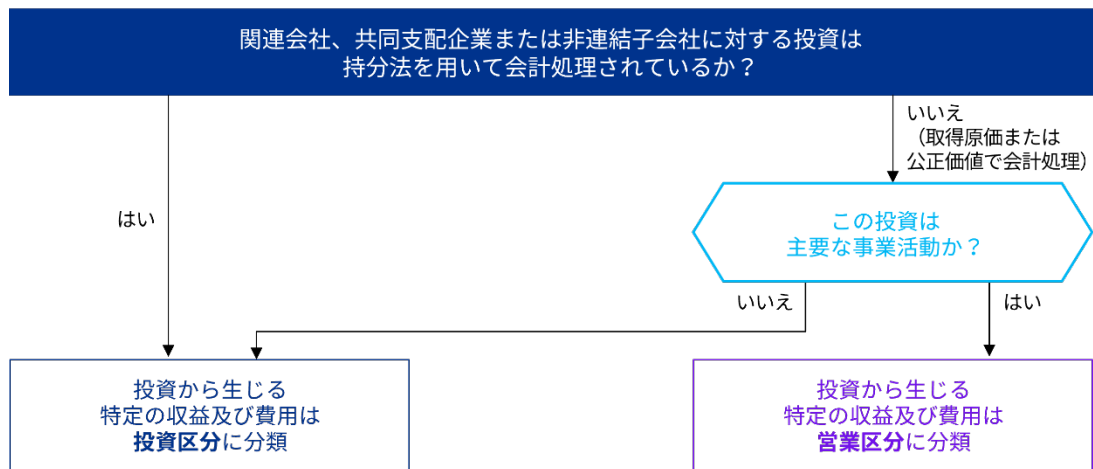 関連会社、共同支配企業または非連結子会社に対する投資は
持分法を用いて会計処理されているか？
いいえ
（取得原価または
公正価値で会計処理）
はい
この投資は
主要な事業活動か？
いいえ
はい
投資から生じる
特定の収益及び費用は
投資区分に分類
投資から生じる
特定の収益及び費用は
営業区分に分類